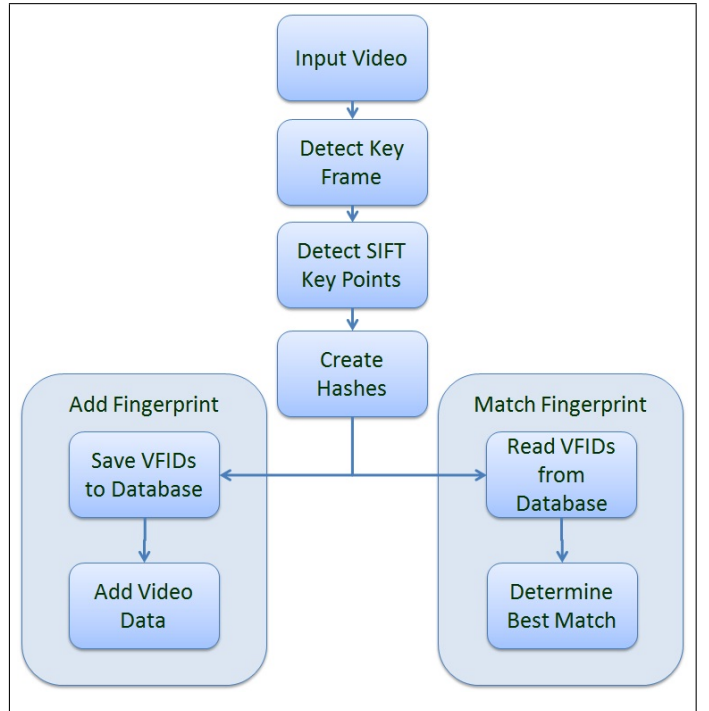 Input Video
Detect Key
Frame
Detect SIFT
Key Points
Create
Hashes
Add Fingerprint
Save VFIDs
to Database
Add Video
Data
Match Fingerprint
Read VFIDs
from
Database
Determine
Best Match